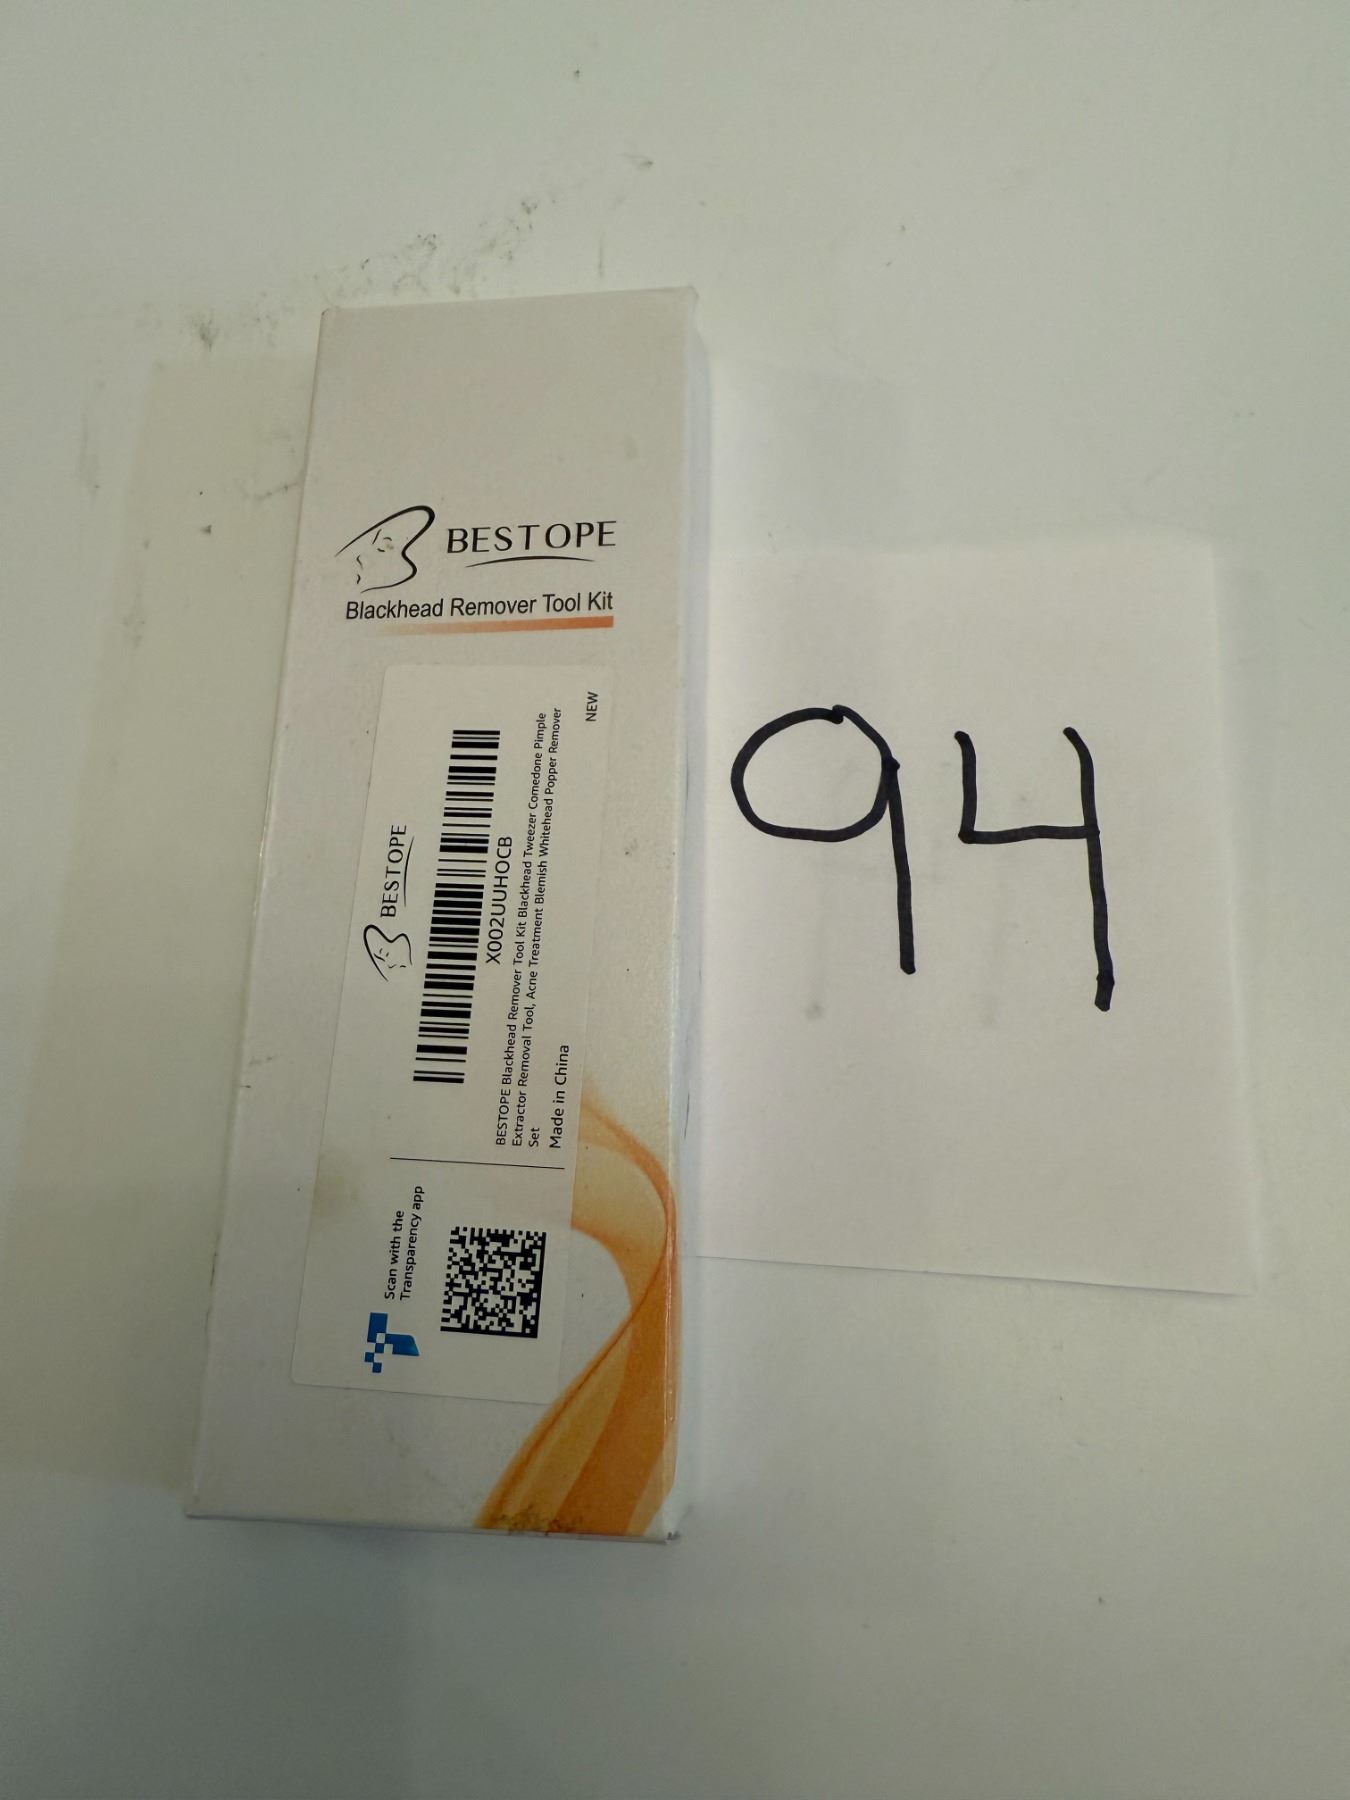 BESTOPE
Blackhead Remover Tool Kit
BESTOPE
X002UUHOCB
BESTOPE Blackhead Remover Tool Kit Blackhead Tweezer Comedone Pimple
Extractor Removal Tool, Acne Treatment Blemish Whitehead Popper Remover
Set
NEW
Made in China
Scan with the
Transparency app
94